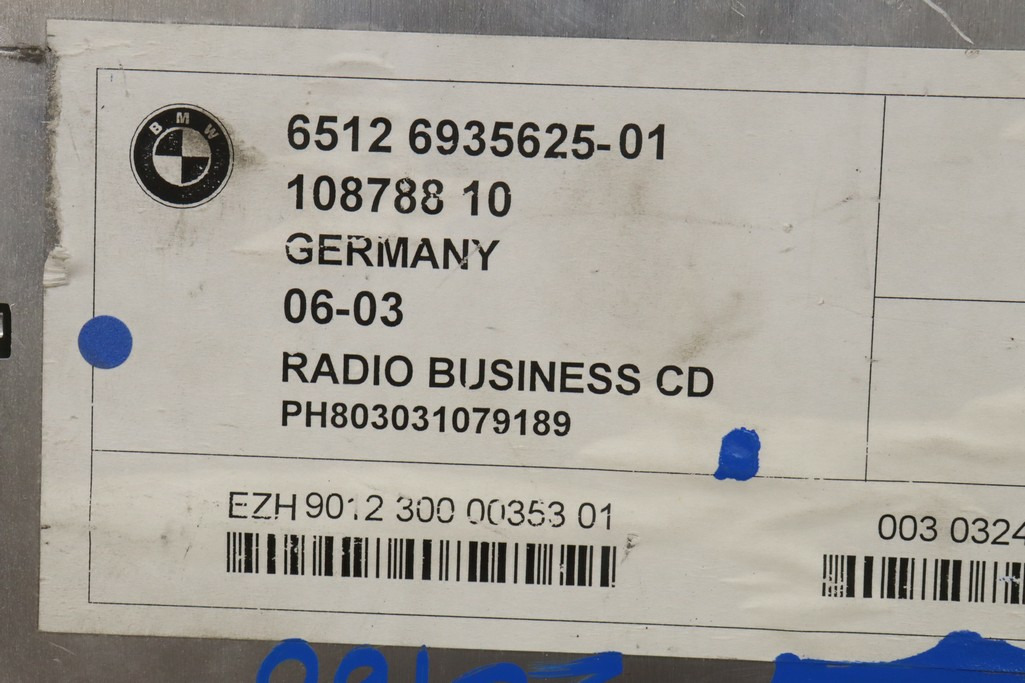 BMW
6512 6935625-01
108788 10
GERMANY
06-03
RADIO BUSINESS CD
PH803031079189
EZH 9012 300 00353 01
003 0324